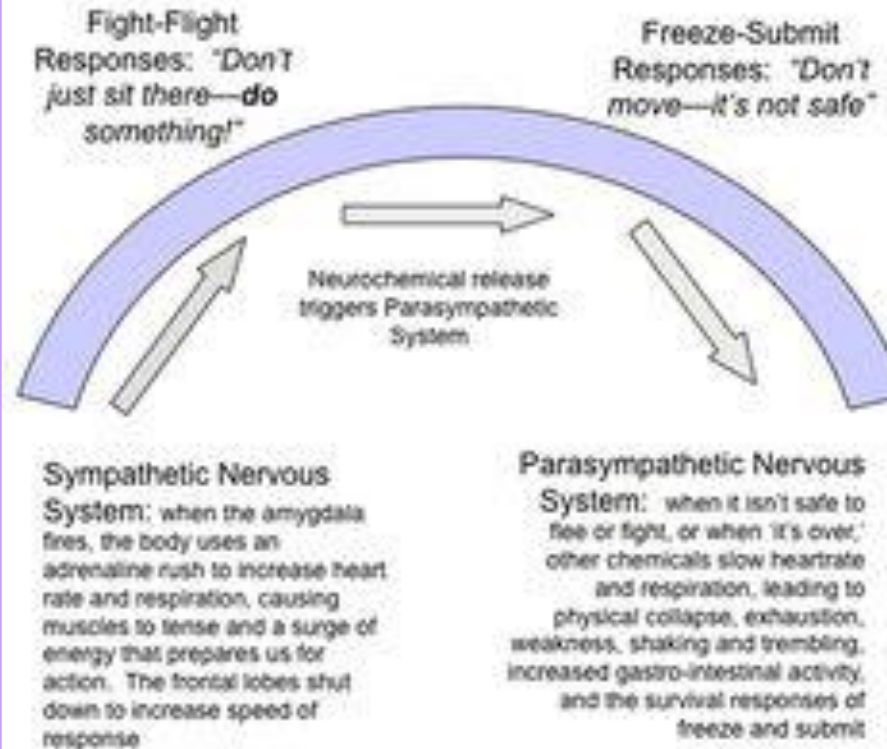 Fight-Flight
Responses: "Don't
just sit there—do
something!"
Freeze-Submit
Responses: "Don't
move—it's not safe"
Neurochemical release
triggers Parasympathetic
System
Sympathetic Nervous
System: when the amygdala
fires, the body uses an
adrenaline rush to increase heart
rate and respiration, causing
muscles to tense and a surge of
energy that prepares us for
action. The frontal lobes shut
down to increase speed of
response
Parasympathetic Nervous
System: when it isn't safe to
flee or fight, or when 'it's over,'
other chemicals slow heartrate
and respiration, leading to
physical collapse, exhaustion,
weakness, shaking and trembling,
increased gastro-intestinal activity,
and the survival responses of
freeze and submit